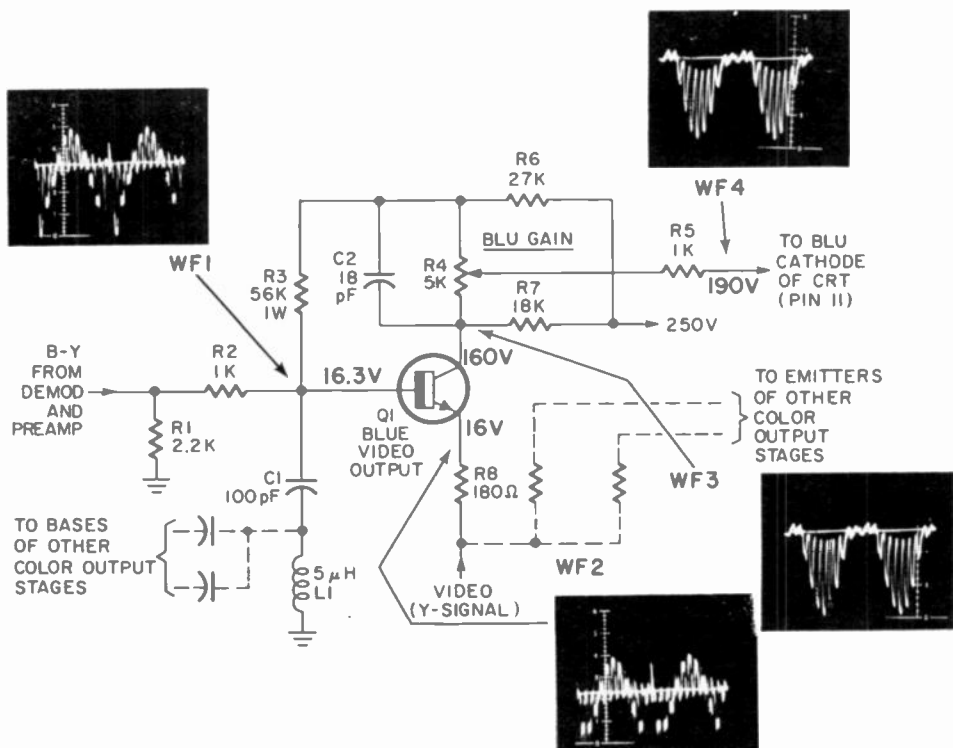 WF1
R3
56K
1W
C2
18
pF
R4
5K
R6
27K
BLU GAIN
R7
18K
WF4
R5
1K
190V
TO BLU
CATHODE
OF CRT
(PIN 11)
250V
B-Y
FROM
DEMOD
AND
PREAMP
R2
1K
R1
2.2K
16.3V
160V
16V
Q1
BLUE
VIDEO
OUTPUT
C1
100pF
R8
180Ω
TO EMITTERS
OF OTHER
COLOR
OUTPUT
STAGES
WF3
TO BASES
OF OTHER
COLOR OUTPUT
STAGES
5μH
L1
VIDEO
(Y-SIGNAL)
WF2